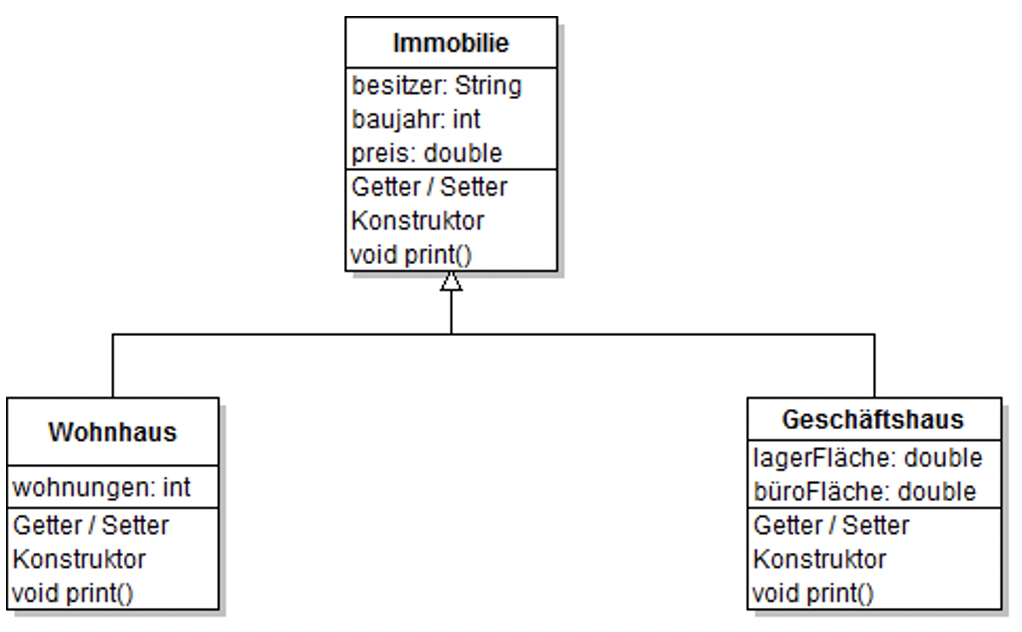 Immobilie
besitzer: String
baujahr: int
preis: double
Getter / Setter
Konstruktor
void print()
Wohnhaus
wohnungen: int
Getter / Setter
Konstruktor
void print()
Geschäftshaus
lagerFläche: double
büroFläche: double
Getter / Setter
Konstruktor
void print()